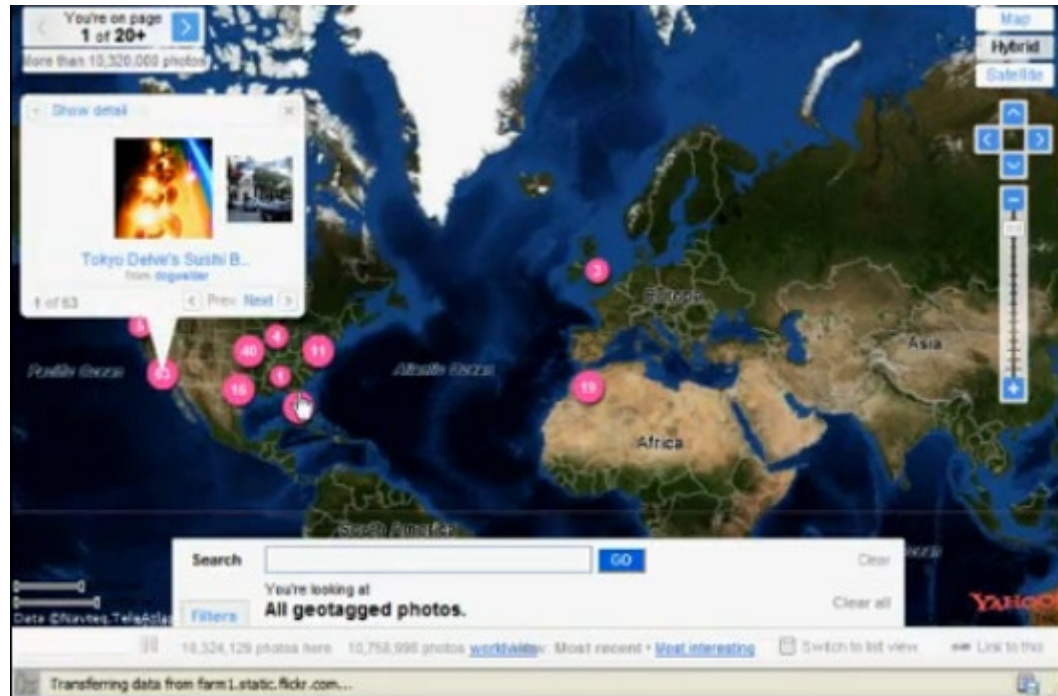 You're on page
1 of 20+
More than 10,320,000 photos
Map
Hybrid
Satellite
Show detail
Tokyo Delve's Sushi B...
from dogwelder
1 of 63
Prev Next
3
5
4
40
11
63
16
19
Europe
Asia
Pacific Ocean
Atlantic Ocean
Africa
South America
Search
GO
Clear
You're looking at
All geotagged photos.
Clear all
Filters
Data ©Navteq, TeleAtlas
YAHOO
10,324,129 photos here
10,758,998 photos worldwide
Most recent • Most interesting
Switch to list view
Link to this
Transferring data from farm1.static.flickr.com...